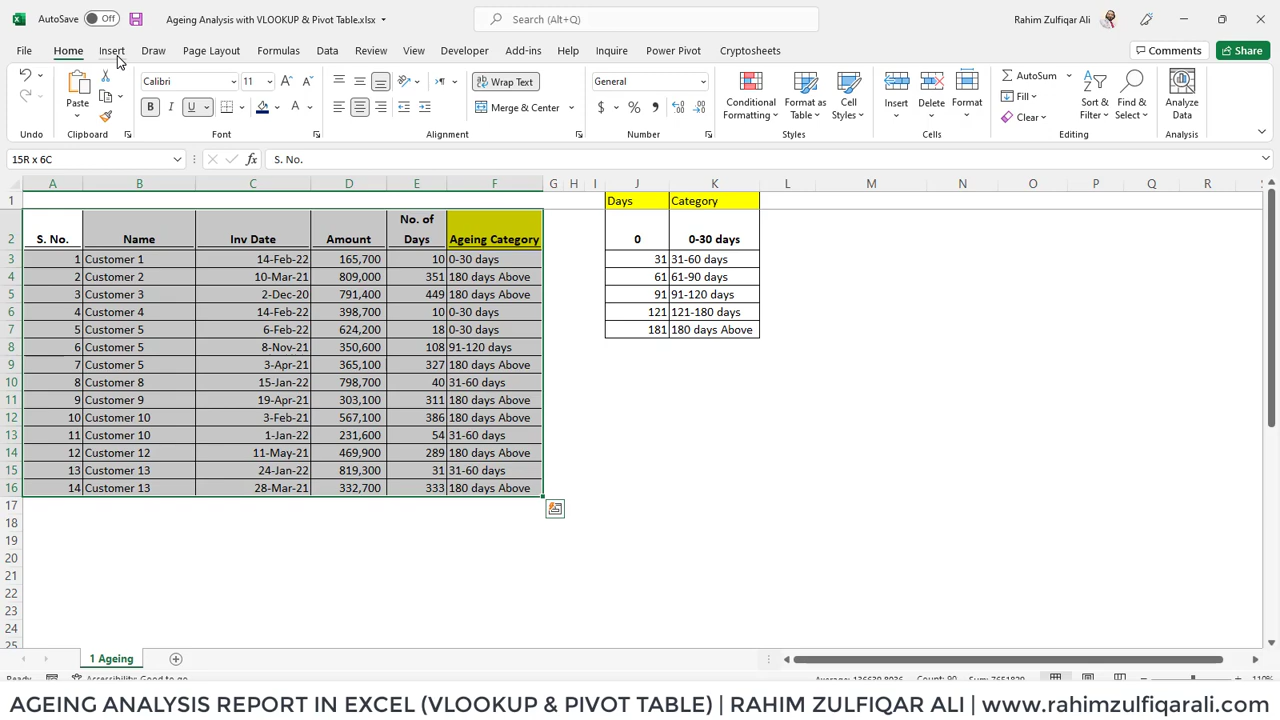 AutoSave Off Ageing Analysis with VLOOKUP & Pivot Table.xlsx Search (Alt+Q) Rahim Zulfiqar Ali
File Home Insert Draw Page Layout Formulas Data Review View Developer Add-ins Help Inquire Power Pivot Cryptosheets Comments Share
Paste Calibri 11 Wrap Text General Conditional Formatting Format as Table Cell Styles Insert Delete Format AutoSum Sort & Filter Find & Select Analyze Data
B I U A Merge & Center $ % Fill
Clear
Undo Clipboard Font Alignment Number Styles Cells Editing Analysis
15R x 6C fx S. No.
A B C D E F G H I J K L M N O P Q R
1 Days Category
2 S. No. Name Inv Date Amount No. of Days Ageing Category 0 0-30 days
3 1 Customer 1 14-Feb-22 165,700 10 0-30 days 31 31-60 days
4 2 Customer 2 10-Mar-21 809,000 351 180 days Above 61 61-90 days
5 3 Customer 3 2-Dec-20 791,400 449 180 days Above 91 91-120 days
6 4 Customer 4 14-Feb-22 398,700 10 0-30 days 121 121-180 days
7 5 Customer 5 6-Feb-22 624,200 18 0-30 days 181 180 days Above
8 6 Customer 5 8-Nov-21 350,600 108 91-120 days
9 7 Customer 5 3-Apr-21 365,100 327 180 days Above
10 8 Customer 8 15-Jan-22 798,700 40 31-60 days
11 9 Customer 9 19-Apr-21 303,100 311 180 days Above
12 10 Customer 10 3-Feb-21 567,100 386 180 days Above
13 11 Customer 10 1-Jan-22 231,600 54 31-60 days
14 12 Customer 12 11-May-21 469,900 289 180 days Above
15 13 Customer 13 24-Jan-22 819,300 31 31-60 days
16 14 Customer 13 28-Mar-21 332,700 333 180 days Above
17
18
19
20
21
22
23
24
25
1 Ageing
Ready Accessibility: Good to go Average: 136639.8036 Count: 90 Sum: 7651829 110%
AGEING ANALYSIS REPORT IN EXCEL (VLOOKUP & PIVOT TABLE) | RAHIM ZULFIQAR ALI | www.rahimzulfiqarali.com